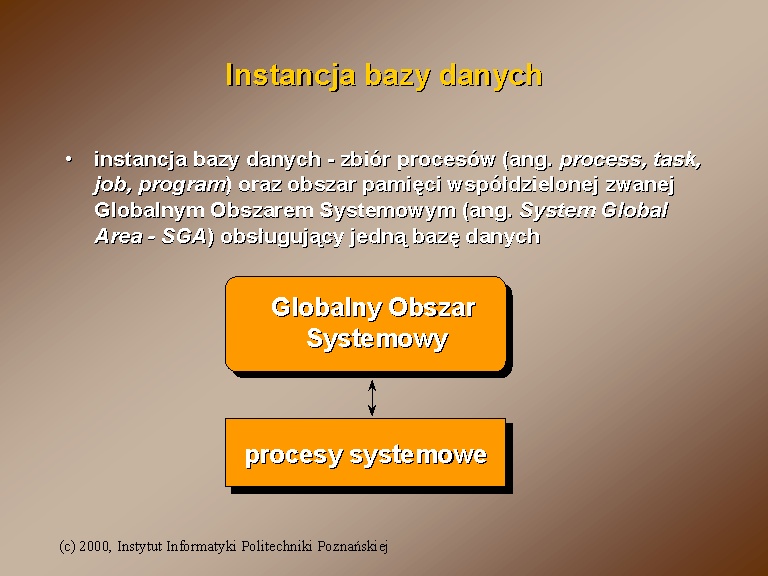 Instancja bazy danych
• instancja bazy danych - zbiór procesów (ang. process, task,
job, program) oraz obszar pamięci współdzielonej zwanej
Globalnym Obszarem Systemowym (ang. System Global
Area - SGA) obsługujący jedną bazę danych
Globalny Obszar
Systemowy
procesy systemowe
(c) 2000, Instytut Informatyki Politechniki Poznańskiej